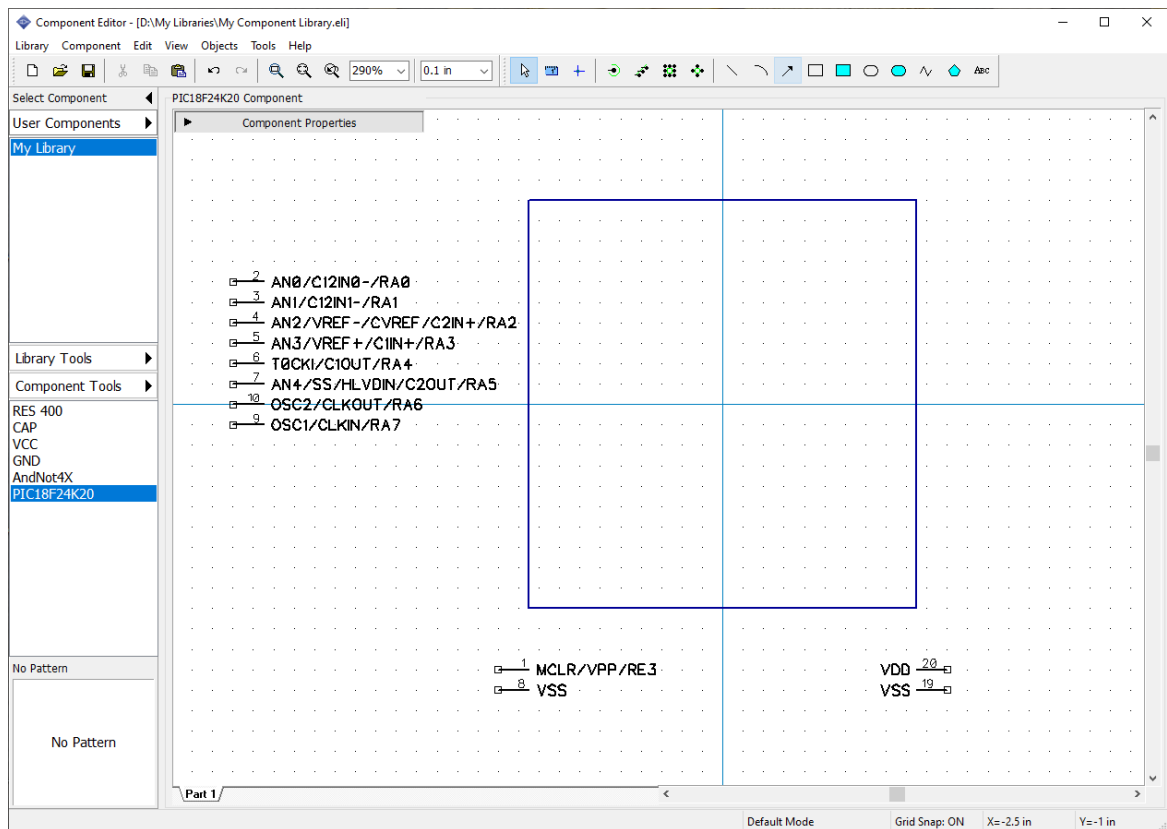 Component Editor - [D:\My Libraries\My Component Library.eli]
Library Component Edit View Objects Tools Help
290% 0.1 in ABC
Select Component
PIC18F24K20 Component
User Components
Component Properties
My Library
2 AN0/C12IN0-/RA0
3 AN1/C12IN1-/RA1
4 AN2/VREF-/CVREF/C2IN+/RA2
5 AN3/VREF+/C1IN+/RA3
6 T0CKI/C1OUT/RA4
7 AN4/SS/HLVDIN/C2OUT/RA5
10 OSC2/CLKOUT/RA6
9 OSC1/CLKIN/RA7
Library Tools
Component Tools
RES 400
CAP
VCC
GND
AndNot4X
PIC18F24K20
1 MCLR/VPP/RE3
8 VSS
VDD 20
VSS 19
No Pattern
No Pattern
Part 1
Default Mode Grid Snap: ON X=-2.5 in Y=-1 in